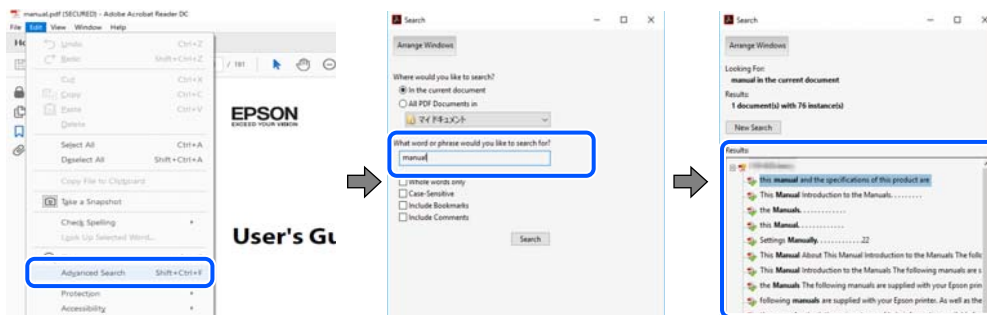 manual.pdf (SECURED) - Adobe Acrobat Reader DC
File Edit View Window Help
Undo Ctrl+Z
Redo Shift+Ctrl+Z
Cut Ctrl+X
Copy Ctrl+C
Paste Ctrl+V
Delete
Select All Ctrl+A
Deselect All Shift+Ctrl+A
Copy File to Clipboard
Take a Snapshot
Check Spelling
Look Up Selected Word...
Advanced Search Shift+Ctrl+F
Protection
Accessibility
/ 181
EPSON
EXCEED YOUR VISION
User's Gu
Search
Arrange Windows
Where would you like to search?
In the current document
All PDF Documents in
マイ ドキュメント
What word or phrase would you like to search for?
manual
Whole words only
Case-Sensitive
Include Bookmarks
Include Comments
Search
Search
Arrange Windows
Looking For:
manual in the current document
Results:
1 document(s) with 76 instance(s)
New Search
Results
this manual and the specifications of this product are
This Manual Introduction to the Manuals. . . . . . . . .
the Manuals. . . . . . . . . . . . .
this Manual. . . . . . . . . . . . .
Settings Manually. . . . . . . . . . . . .22
This Manual About This Manual Introduction to the Manuals The follo
This Manual Introduction to the Manuals The following manuals are s
the Manuals The following manuals are supplied with your Epson prin
following manuals are supplied with your Epson printer. As well as the